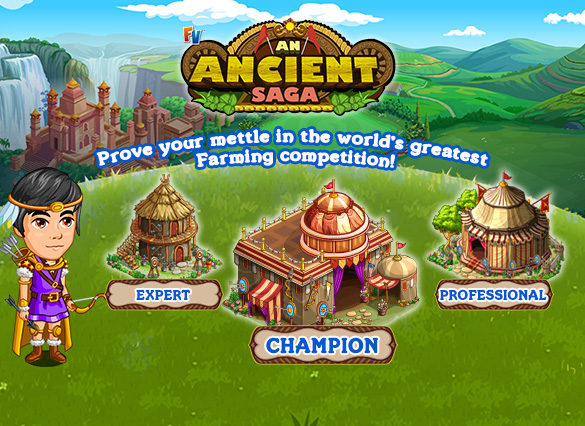 FV
AN
ANCIENT
SAGA
Prove your mettle in the world's greatest
Farming competition!
EXPERT
CHAMPION
PROFESSIONAL